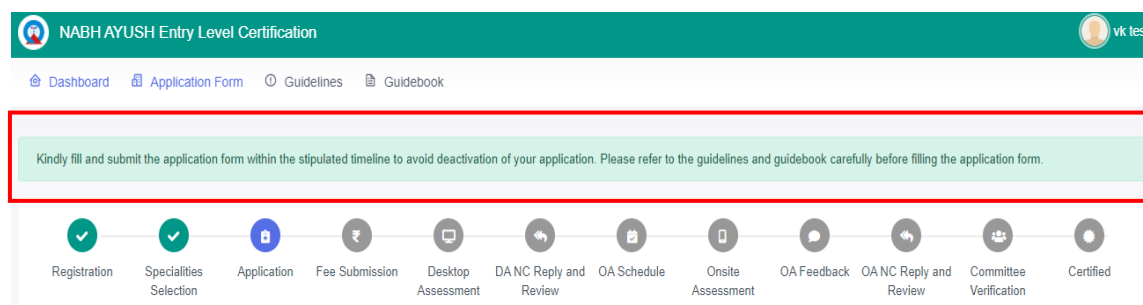 NABH AYUSH Entry Level Certification
vk tes
Dashboard Application Form Guidelines Guidebook
Kindly fill and submit the application form within the stipulated timeline to avoid deactivation of your application. Please refer to the guidelines and guidebook carefully before filling the application form.
Registration Specialities Application Fee Submission Desktop DA NC Reply and OA Schedule Onsite OA Feedback OA NC Reply and Committee Certified
Selection Assessment Review Assessment Review Verification